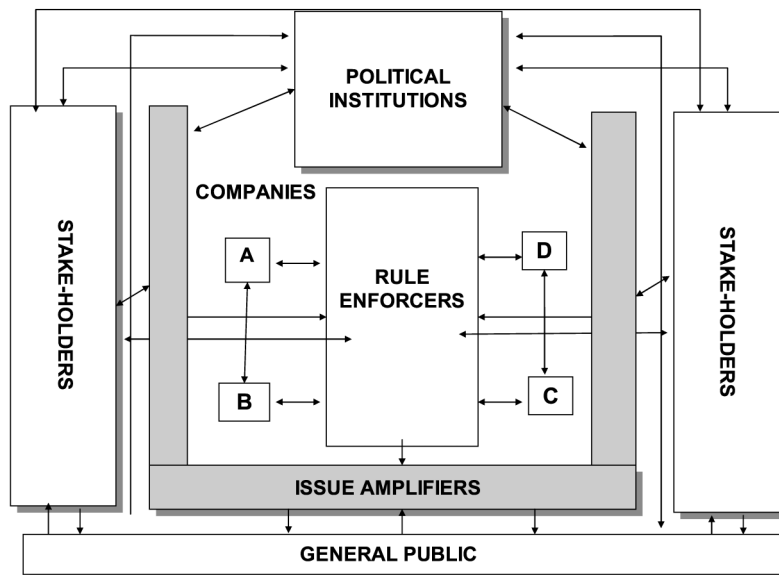 POLITICAL
INSTITUTIONS
COMPANIES
STAKE-HOLDERS
A
D
RULE
ENFORCERS
STAKE-HOLDERS
B
C
ISSUE AMPLIFIERS
GENERAL PUBLIC